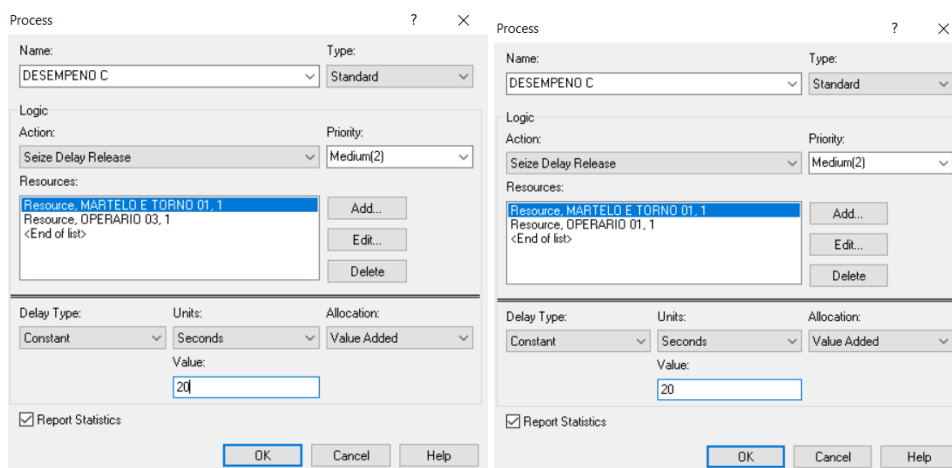 Process ? ×
Name: Type:
DESEMPENO C Standard
Logic
Action: Priority:
Seize Delay Release Medium(2)
Resources:
Resource, MARTELO E TORNO 01, 1 Add...
Resource, OPERARIO 03, 1
<End of list> Edit...
Delete
Delay Type: Units: Allocation:
Constant Seconds Value Added
Value:
20
Report Statistics
OK Cancel Help
Process ? ×
Name: Type:
DESEMPENO C Standard
Logic
Action: Priority:
Seize Delay Release Medium(2)
Resources:
Resource, MARTELO E TORNO 01, 1 Add...
Resource, OPERARIO 01, 1
<End of list> Edit...
Delete
Delay Type: Units: Allocation:
Constant Seconds Value Added
Value:
20
Report Statistics
OK Cancel Help